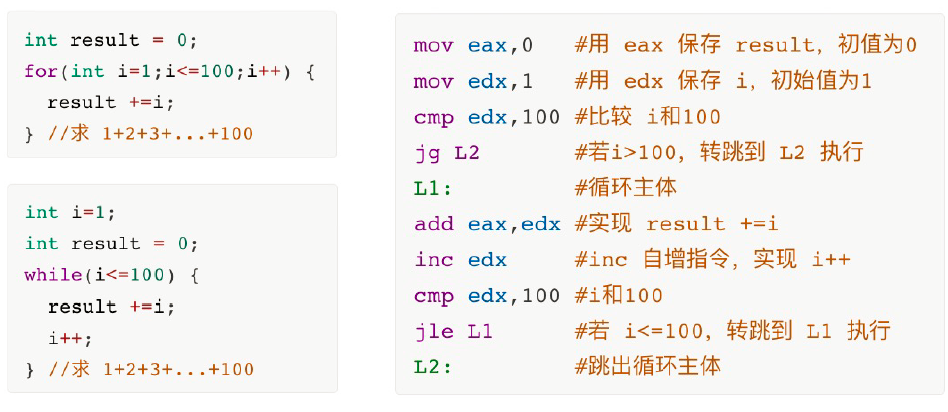 int result = 0;
for(int i=1;i<=100;i++) {
  result +=i;
} //求 1+2+3+...+100
int i=1;
int result = 0;
while(i<=100) {
  result +=i;
  i++;
} //求 1+2+3+...+100
mov eax,0   #用 eax 保存 result，初值为0
mov edx,1   #用 edx 保存 i，初始值为1
cmp edx,100 #比较 i和100
jg L2       #若i>100，转跳到 L2 执行
L1:         #循环主体
add eax,edx #实现 result +=i
inc edx     #inc 自增指令，实现 i++
cmp edx,100 #i和100
jle L1      #若 i<=100，转跳到 L1 执行
L2:         #跳出循环主体